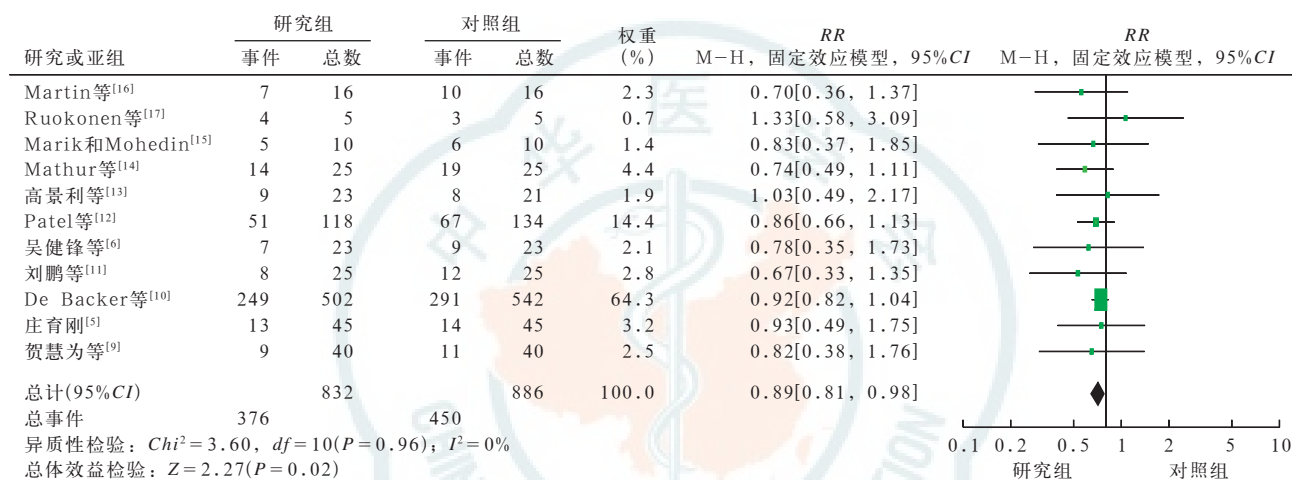 研究组 对照组 权重 RR RR
研究或亚组 事件 总数 事件 总数 (%) M-H, 固定效应模型, 95%CI M-H, 固定效应模型, 95%CI
Martin等[16] 7 16 10 16 2.3 0.70[0.36, 1.37]
Ruokonen等[17] 4 5 3 5 0.7 1.33[0.58, 3.09]
Marik和Mohedin[15] 5 10 6 10 1.4 0.83[0.37, 1.85]
Mathur等[14] 14 25 19 25 4.4 0.74[0.49, 1.11]
高景利等[13] 9 23 8 21 1.9 1.03[0.49, 2.17]
Patel等[12] 51 118 67 134 14.4 0.86[0.66, 1.13]
吴健锋等[6] 7 23 9 23 2.1 0.78[0.35, 1.73]
刘鹏等[11] 8 25 12 25 2.8 0.67[0.33, 1.35]
De Backer等[10] 249 502 291 542 64.3 0.92[0.82, 1.04]
庄育刚[5] 13 45 14 45 3.2 0.93[0.49, 1.75]
贺慧为等[9] 9 40 11 40 2.5 0.82[0.38, 1.76]
总计(95%CI) 832 886 100.0 0.89[0.81, 0.98]
总事件 376 450
异质性检验: Chi²=3.60, df=10(P=0.96); I²=0%
总体效益检验: Z=2.27(P=0.02)
0.1 0.2 0.5 1 2 5 10
研究组 对照组